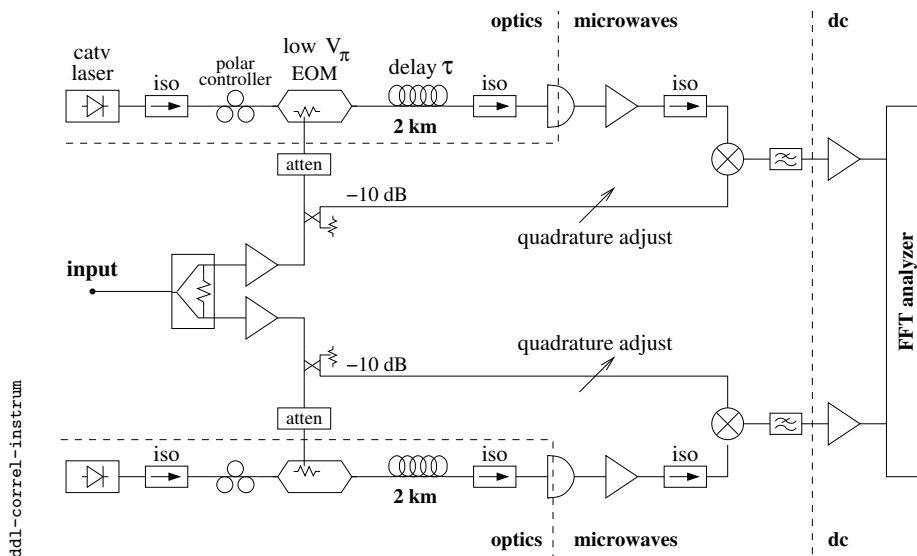 optics microwaves dc
catv laser
iso
polar controller
low Vπ EOM
delay τ
iso
iso
2 km
atten
−10 dB
quadrature adjust
input
FFT analyzer
quadrature adjust
−10 dB
atten
iso
iso
iso
2 km
optics microwaves dc
ddl-correl-instrum